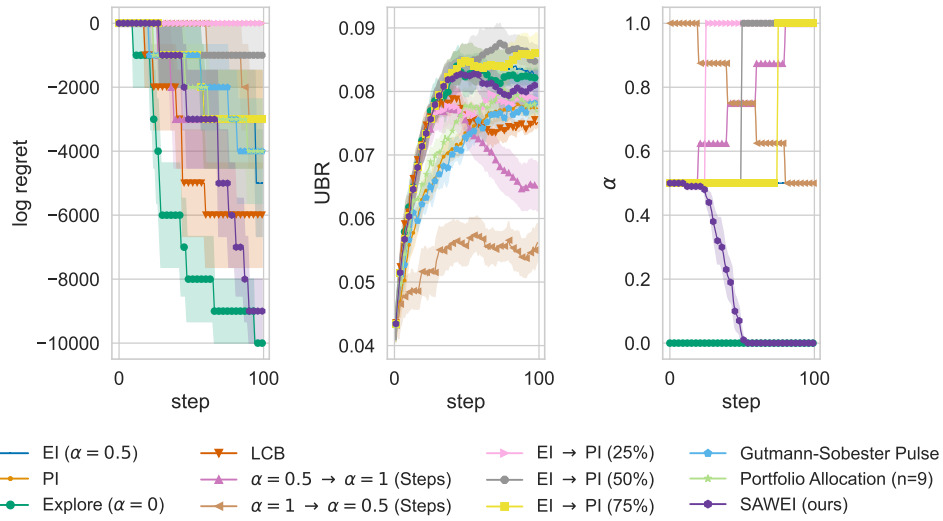 0
−2000
−4000
−6000
−8000
−10000
log regret
0
100
step
0.09
0.08
0.07
0.06
0.05
0.04
UBR
0
100
step
1.0
0.8
0.6
0.4
0.2
0.0
α
0
100
step
EI (α = 0.5)
PI
Explore (α = 0)
LCB
α = 0.5 → α = 1 (Steps)
α = 1 → α = 0.5 (Steps)
EI → PI (25%)
EI → PI (50%)
EI → PI (75%)
Gutmann-Sobester Pulse
Portfolio Allocation (n=9)
SAWEI (ours)